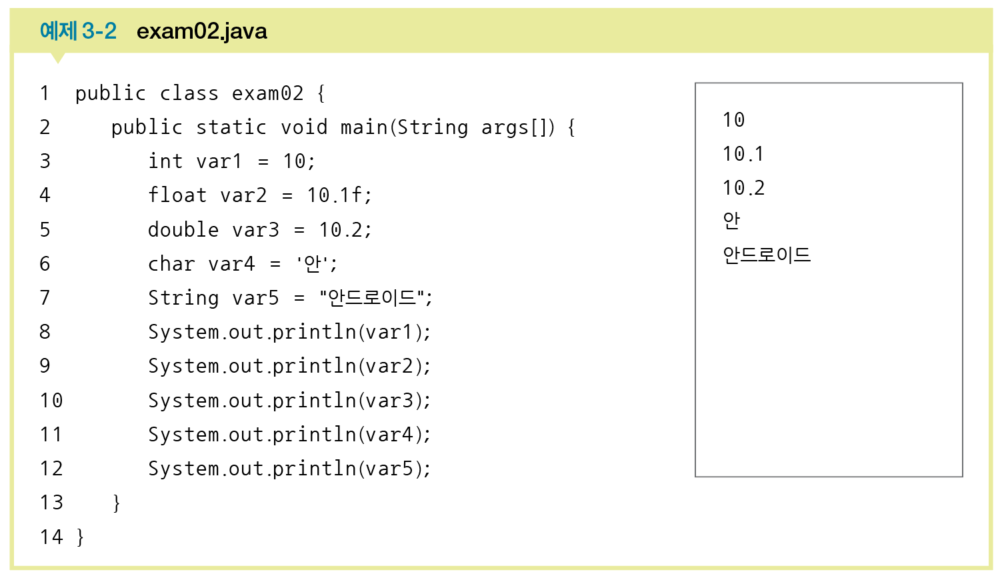 예제 3-2 exam02.java
1 public class exam02 {
2    public static void main(String args[]) {
3       int var1 = 10;
4       float var2 = 10.1f;
5       double var3 = 10.2;
6       char var4 = '안';
7       String var5 = "안드로이드";
8       System.out.println(var1);
9       System.out.println(var2);
10       System.out.println(var3);
11       System.out.println(var4);
12       System.out.println(var5);
13    }
14 }
10
10.1
10.2
안
안드로이드